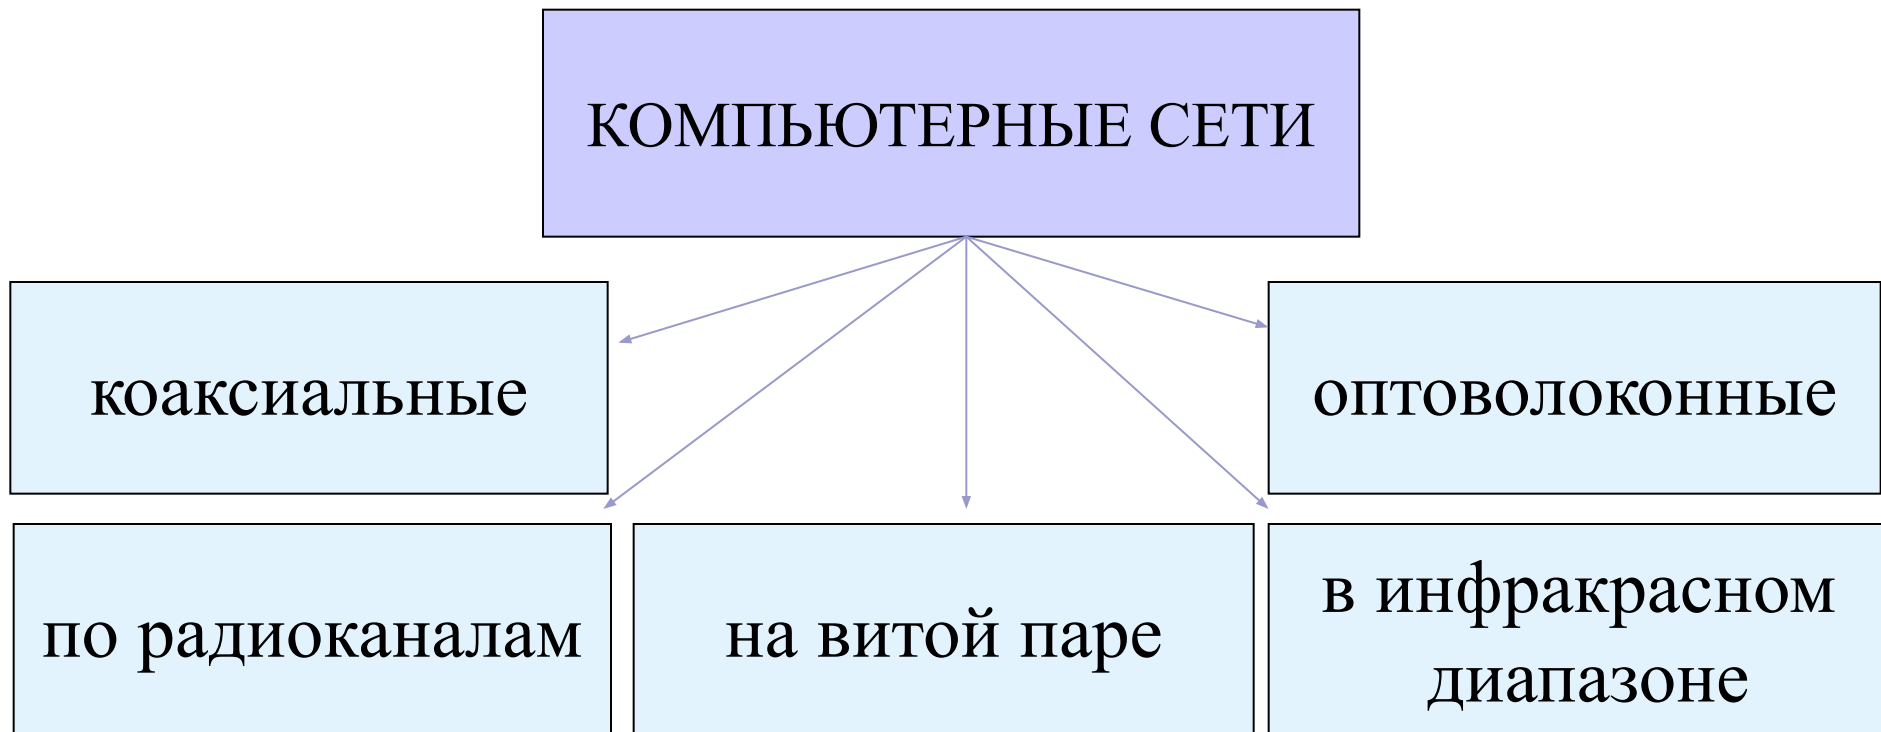 КОМПЬЮТЕРНЫЕ СЕТИ
коаксиальные
оптоволоконные
по радиоканалам
на витой паре
в инфракрасном
диапазоне